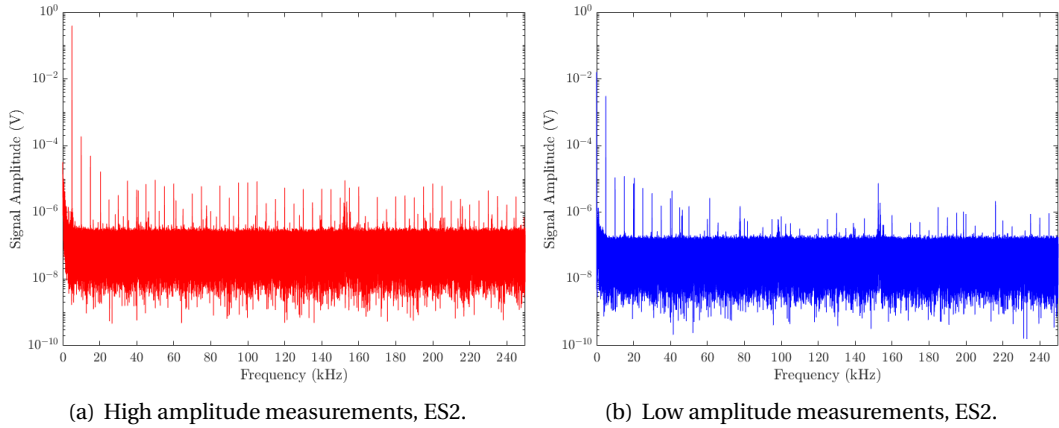 10^0
10^-2
10^-4
10^-6
10^-8
10^-10
Signal Amplitude (V)
0 20 40 60 80 100 120 140 160 180 200 220 240
Frequency (kHz)
(a) High amplitude measurements, ES2.
10^0
10^-2
10^-4
10^-6
10^-8
10^-10
Signal Amplitude (V)
0 20 40 60 80 100 120 140 160 180 200 220 240
Frequency (kHz)
(b) Low amplitude measurements, ES2.